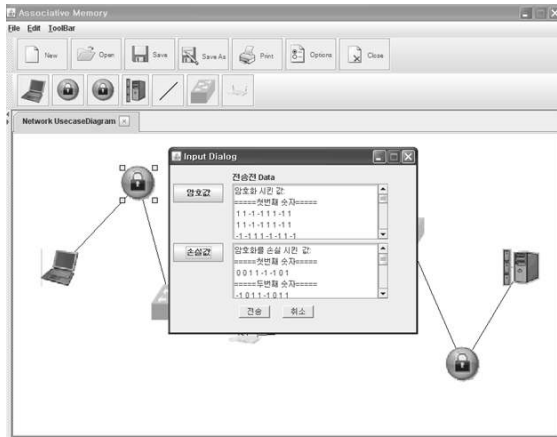 Associative Memory
File Edit ToolBar
New Open Save Save As Print Options Close
Network UsecaseDiagram
Input Dialog
전송전 Data
암호값
암호화 시킨 값:
=====첫번째 숫자=====
1 1 -1 -1 1 1 -1 1
1 1 -1 -1 1 1 -1 1
-1 -1 1 1 -1 -1 1 -1
손실값
암호화를 손실 시킨 값:
=====첫번째 숫자=====
0 0 1 1 -1 -1 0 1
=====두번째 숫자=====
-1 0 1 1 -1 0 1 1
전송 취소